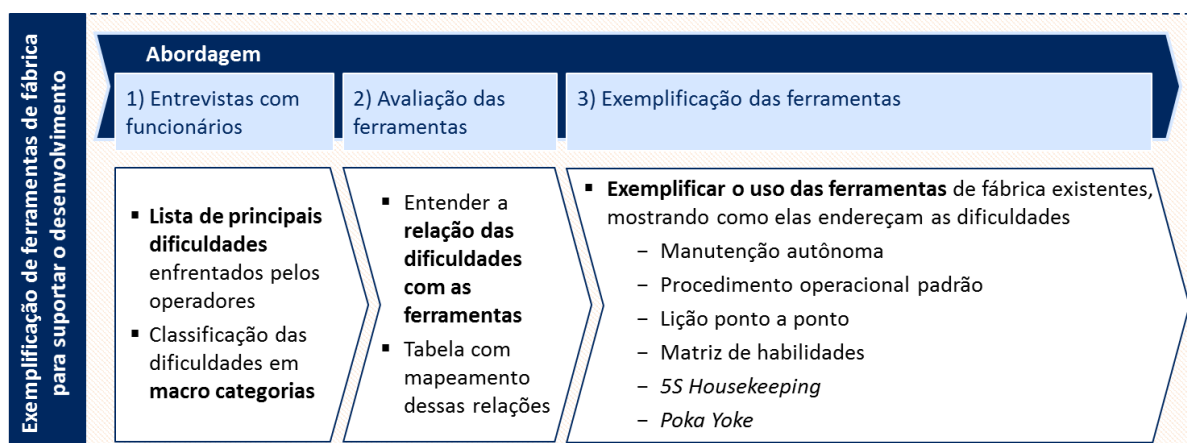 Exemplificação de ferramentas de fábrica
para suportar o desenvolvimento
Abordagem
1) Entrevistas com
funcionários
2) Avaliação das
ferramentas
3) Exemplificação das ferramentas
▪ Lista de principais
dificuldades
enfrentados pelos
operadores
▪ Classificação das
dificuldades em
macro categorias
▪ Entender a
relação das
dificuldades
com as
ferramentas
▪ Tabela com
mapeamento
dessas relações
▪ Exemplificar o uso das ferramentas de fábrica existentes,
mostrando como elas endereçam as dificuldades
− Manutenção autônoma
− Procedimento operacional padrão
− Lição ponto a ponto
− Matriz de habilidades
− 5S Housekeeping
− Poka Yoke